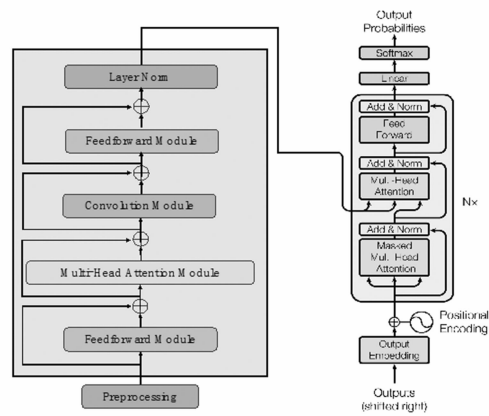 Layer Norm
Feedforward Module
Convolution Module
Multi-Head Attention Module
Feedforward Module
Preprocessing
Output
Probabilities
Softmax
Linear
Add & Norm
Feed
Forward
Add & Norm
Mul.-Head
Attention
Nx
Add & Norm
Masked
Mul.-Head
Attention
Positional
Encoding
Output
Embedding
Outputs
(shifted right)